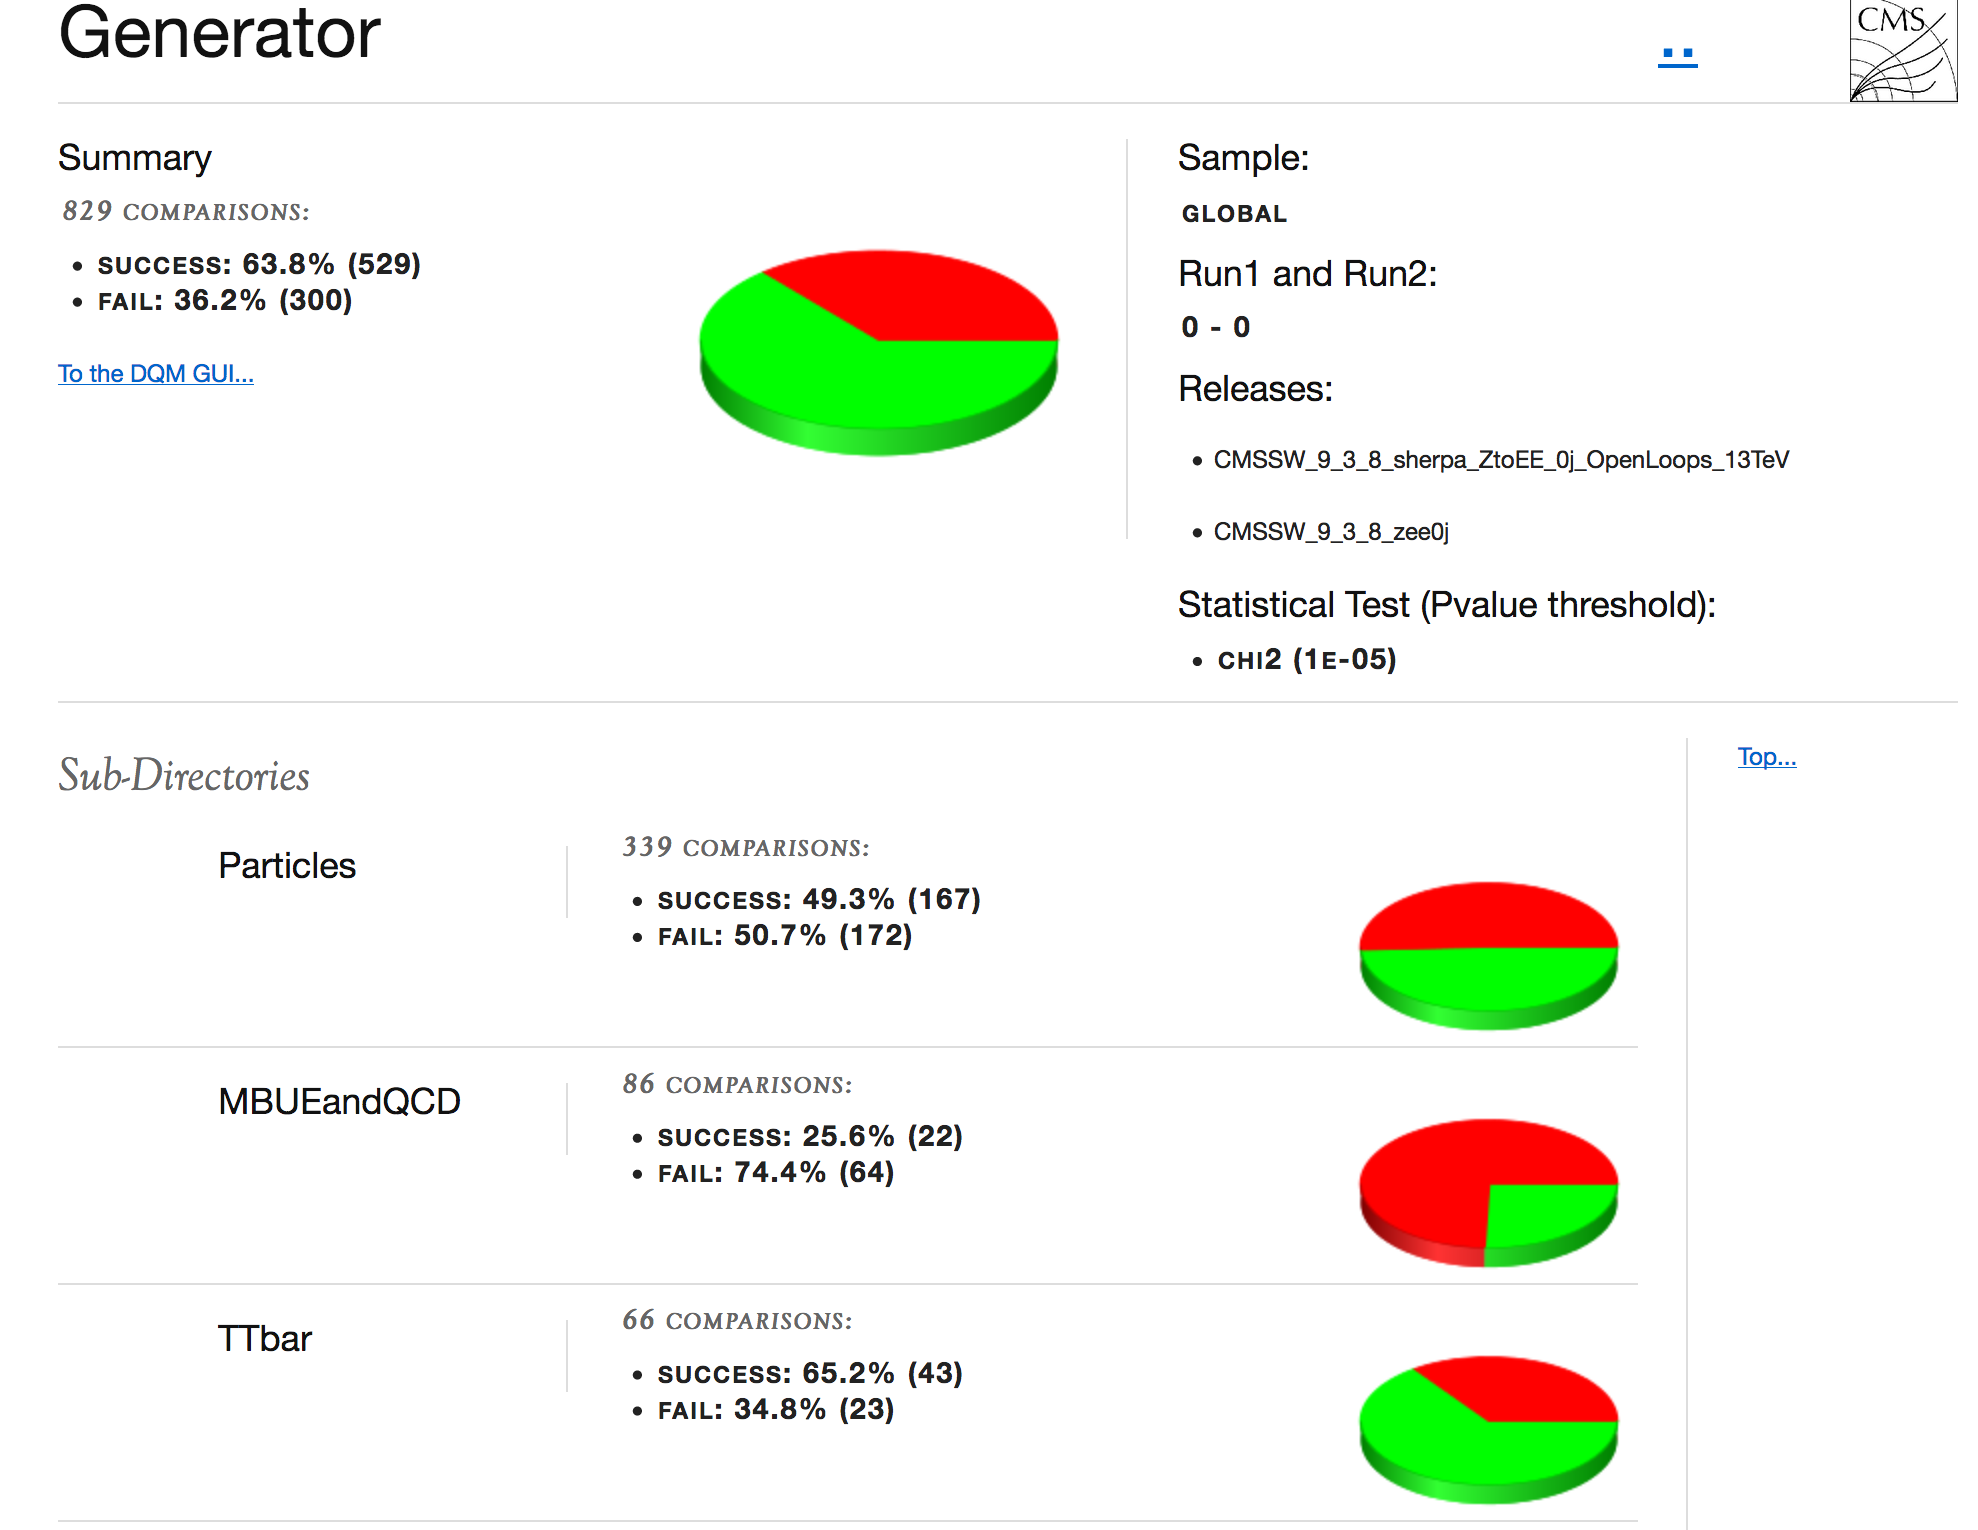 Generator
..
CMS
Summary
829 COMPARISONS:
• SUCCESS: 63.8% (529)
• FAIL: 36.2% (300)
To the DQM GUI...
Sample:
GLOBAL
Run1 and Run2:
0 - 0
Releases:
• CMSSW_9_3_8_sherpa_ZtoEE_0j_OpenLoops_13TeV
• CMSSW_9_3_8_zee0j
Statistical Test (Pvalue threshold):
• CHI2 (1E-05)
Sub-Directories
Top...
Particles
339 COMPARISONS:
• SUCCESS: 49.3% (167)
• FAIL: 50.7% (172)
MBUEandQCD
86 COMPARISONS:
• SUCCESS: 25.6% (22)
• FAIL: 74.4% (64)
TTbar
66 COMPARISONS:
• SUCCESS: 65.2% (43)
• FAIL: 34.8% (23)